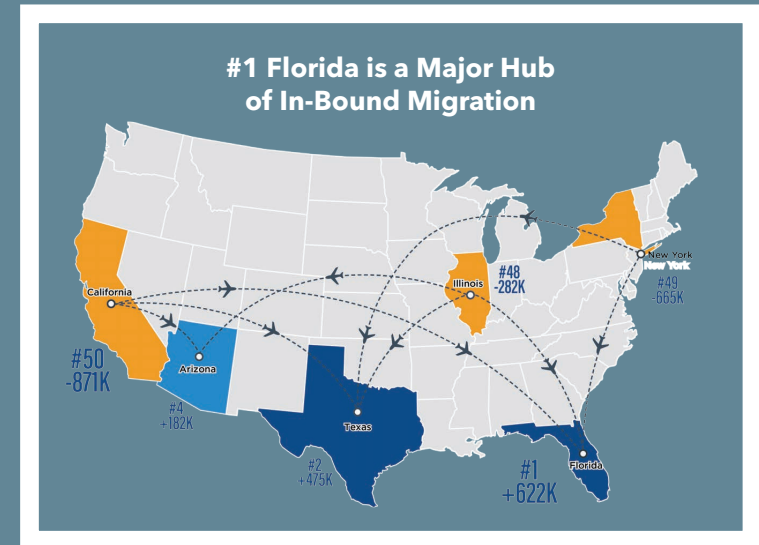 #1 Florida is a Major Hub
of In-Bound Migration
New York
New York
#49
-665K
#48
-282K
Illinois
California
#50
-871K
Arizona
#4
+182K
Texas
#2
+475K
Florida
#1
+622K